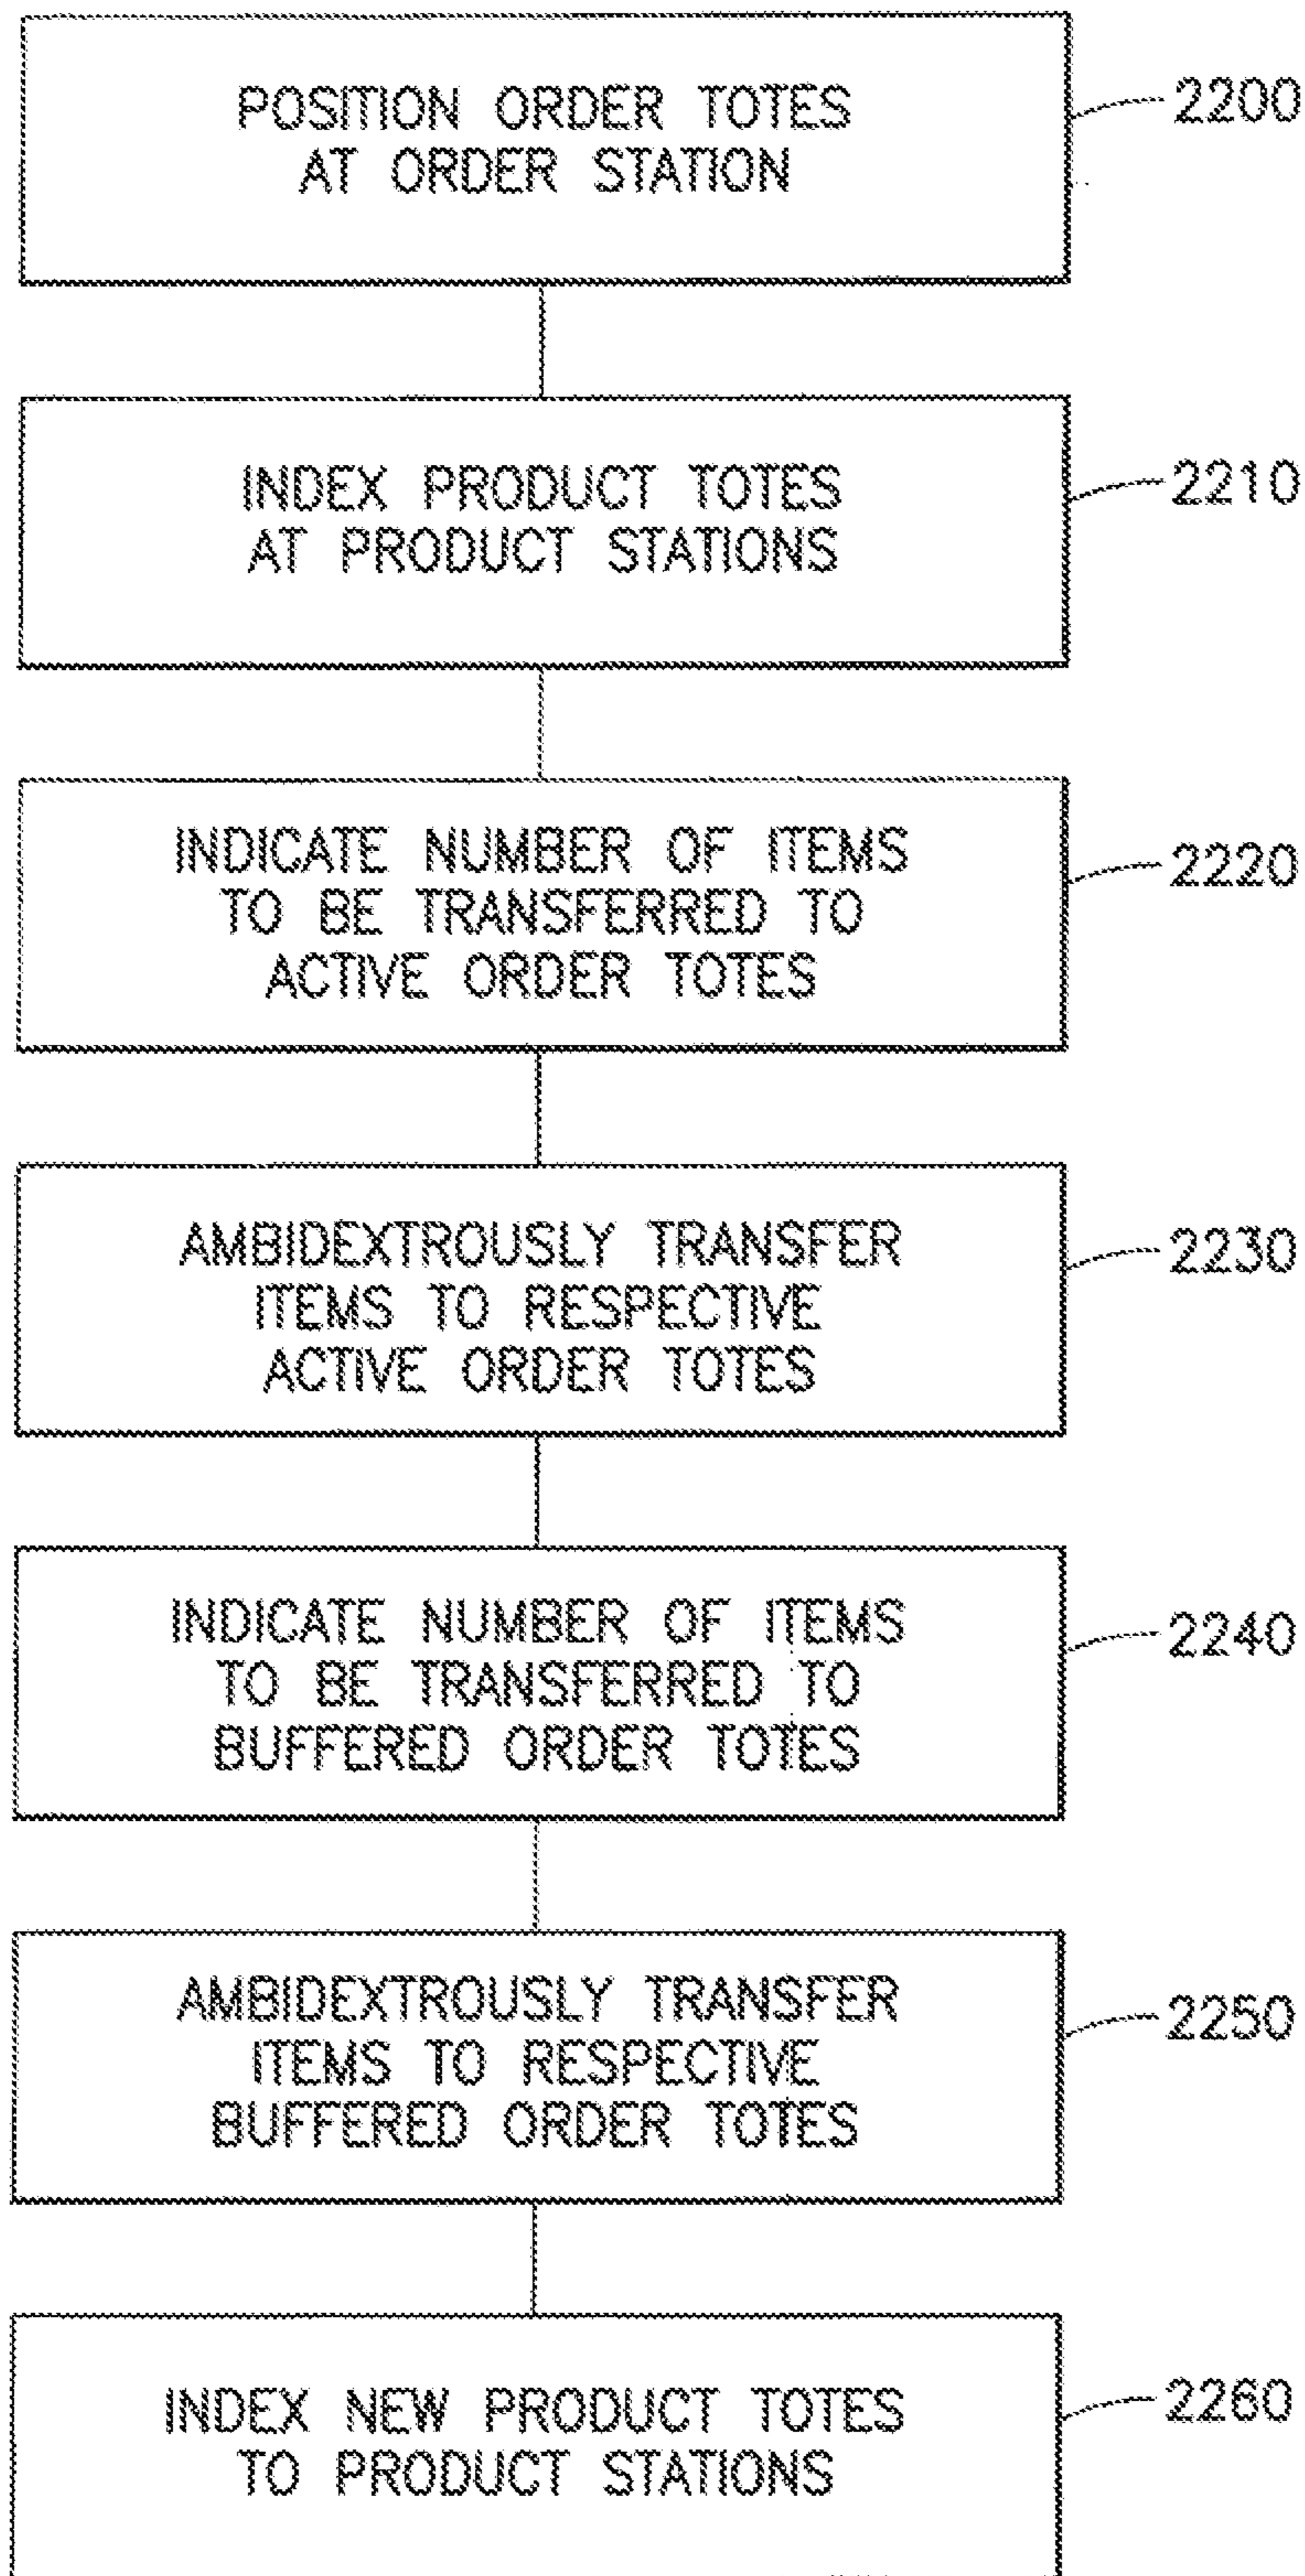 POSITION ORDER TOTES
AT ORDER STATION
2200
INDEX PRODUCT TOTES
AT PRODUCT STATIONS
2210
INDICATE NUMBER OF ITEMS
TO BE TRANSFERRED TO
ACTIVE ORDER TOTES
2220
AMBIDEXTROUSLY TRANSFER
ITEMS TO RESPECTIVE
ACTIVE ORDER TOTES
2230
INDICATE NUMBER OF ITEMS
TO BE TRANSFERRED TO
BUFFERED ORDER TOTES
2240
AMBIDEXTROUSLY TRANSFER
ITEMS TO RESPECTIVE
BUFFERED ORDER TOTES
2250
INDEX NEW PRODUCT TOTES
TO PRODUCT STATIONS
2260